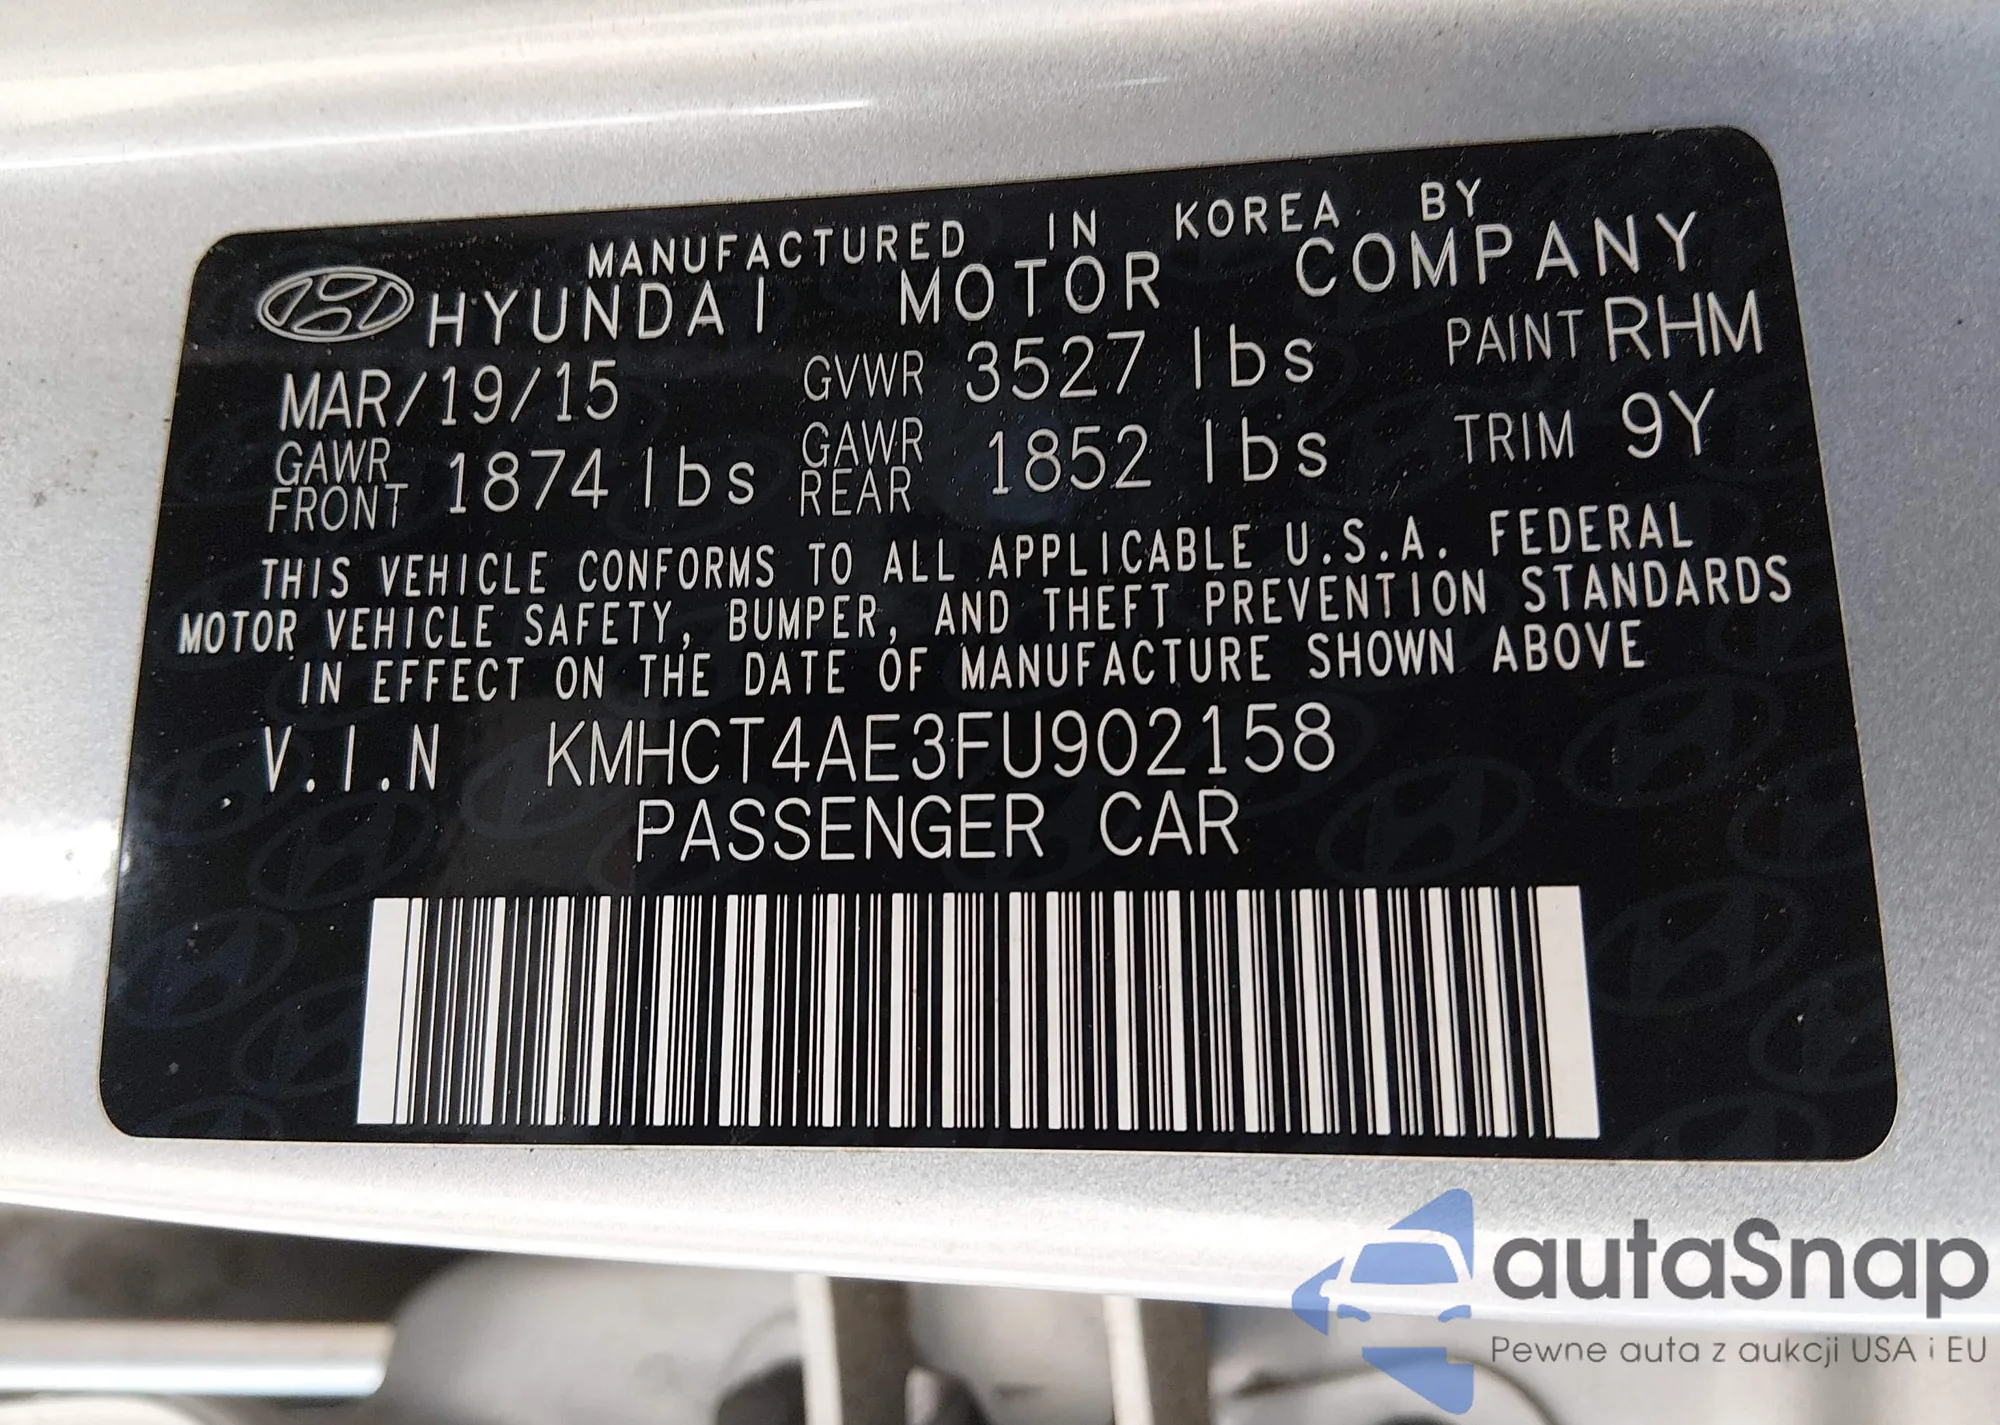 MANUFACTURED IN KOREA BY
HYUNDAI MOTOR COMPANY
MAR/19/15 GVWR 3527 lbs PAINT RHM
GAWR FRONT 1874 lbs GAWR REAR 1852 lbs TRIM 9Y
THIS VEHICLE CONFORMS TO ALL APPLICABLE U.S.A. FEDERAL
MOTOR VEHICLE SAFETY, BUMPER, AND THEFT PREVENTION STANDARDS
IN EFFECT ON THE DATE OF MANUFACTURE SHOWN ABOVE
V.I.N KMHCT4AE3FU902158
PASSENGER CAR
autaSnap
Pewne auta z aukcji USA i EU